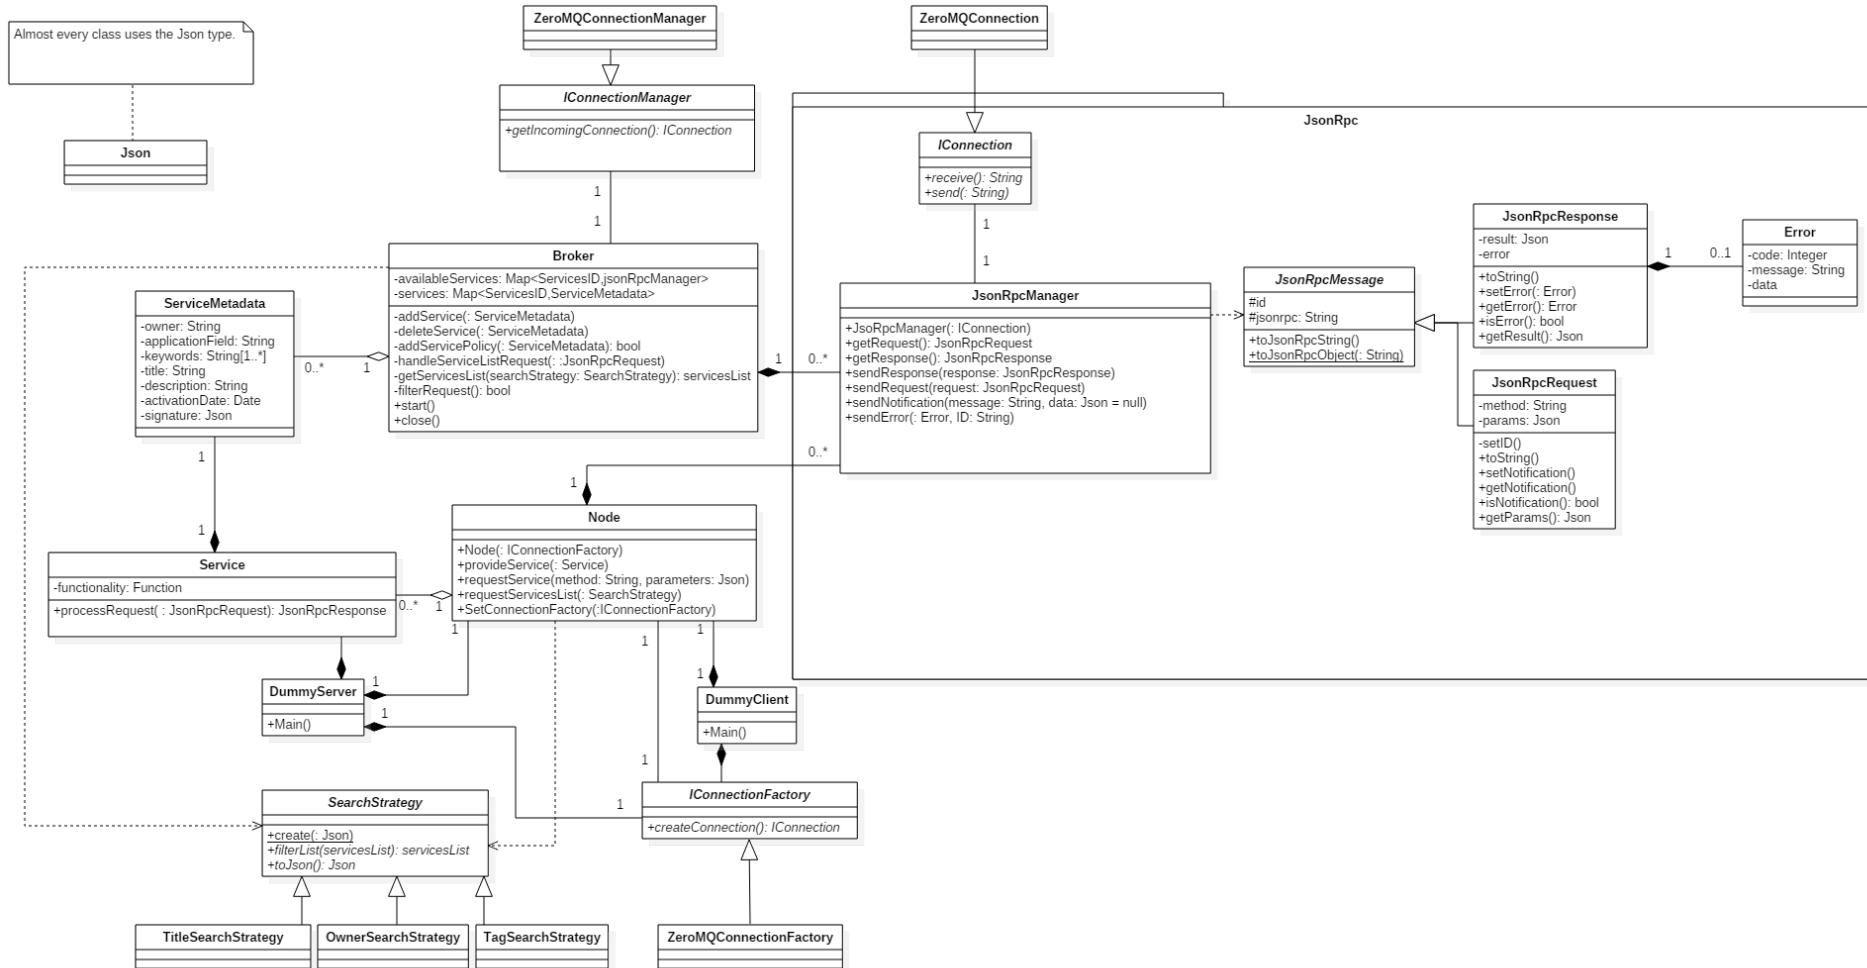 Almost every class uses the Json type.
Json
ZeroMQConnectionManager
IConnectionManager
+getIncomingConnection(): IConnection
1
1
ZeroMQConnection
JsonRpc
IConnection
+receive(): String
+send(: String)
1
1
Broker
-availableServices: Map<ServicesID,jsonRpcManager>
-services: Map<ServicesID,ServiceMetadata>
-addService(: ServiceMetadata)
-deleteService(: ServiceMetadata)
-addServicePolicy(: ServiceMetadata): bool
-handleServiceListRequest(: :JsonRpcRequest)
-getServicesList(searchStrategy: SearchStrategy): servicesList
-filterRequest(): bool
+start()
+close()
ServiceMetadata
-owner: String
-applicationField: String
-keywords: String[1..*]
-title: String
-description: String
-activationDate: Date
-signature: Json
0..*
1
1
0..*
JsonRpcManager
+JsoRpcManager(: IConnection)
+getRequest(): JsonRpcRequest
+getResponse(): JsonRpcResponse
+sendResponse(response: JsonRpcResponse)
+sendRequest(request: JsonRpcRequest)
+sendNotification(message: String, data: Json = null)
+sendError(: Error, ID: String)
0..*
1
JsonRpcMessage
#id
#jsonrpc: String
+toJsonRpcString()
+toJsonRpcObject(: String)
JsonRpcResponse
-result: Json
-error
+toString()
+setError(: Error)
+getError(): Error
+isError(): bool
+getResult(): Json
1
0..1
Error
-code: Integer
-message: String
-data
JsonRpcRequest
-method: String
-params: Json
-setID()
+toString()
+setNotification()
+getNotification()
+isNotification(): bool
+getParams(): Json
1
1
Service
-functionality: Function
+processRequest( : JsonRpcRequest): JsonRpcResponse
0..*
1
Node
+Node(: IConnectionFactory)
+provideService(: Service)
+requestService(method: String, parameters: Json)
+requestServicesList(: SearchStrategy)
+SetConnectionFactory(:IConnectionFactory)
1
1
1
1
1
DummyServer
+Main()
1
1
DummyClient
+Main()
1
1
IConnectionFactory
+createConnection(): IConnection
SearchStrategy
+create(: Json)
+filterList(servicesList): servicesList
+toJson(): Json
TitleSearchStrategy
OwnerSearchStrategy
TagSearchStrategy
ZeroMQConnectionFactory